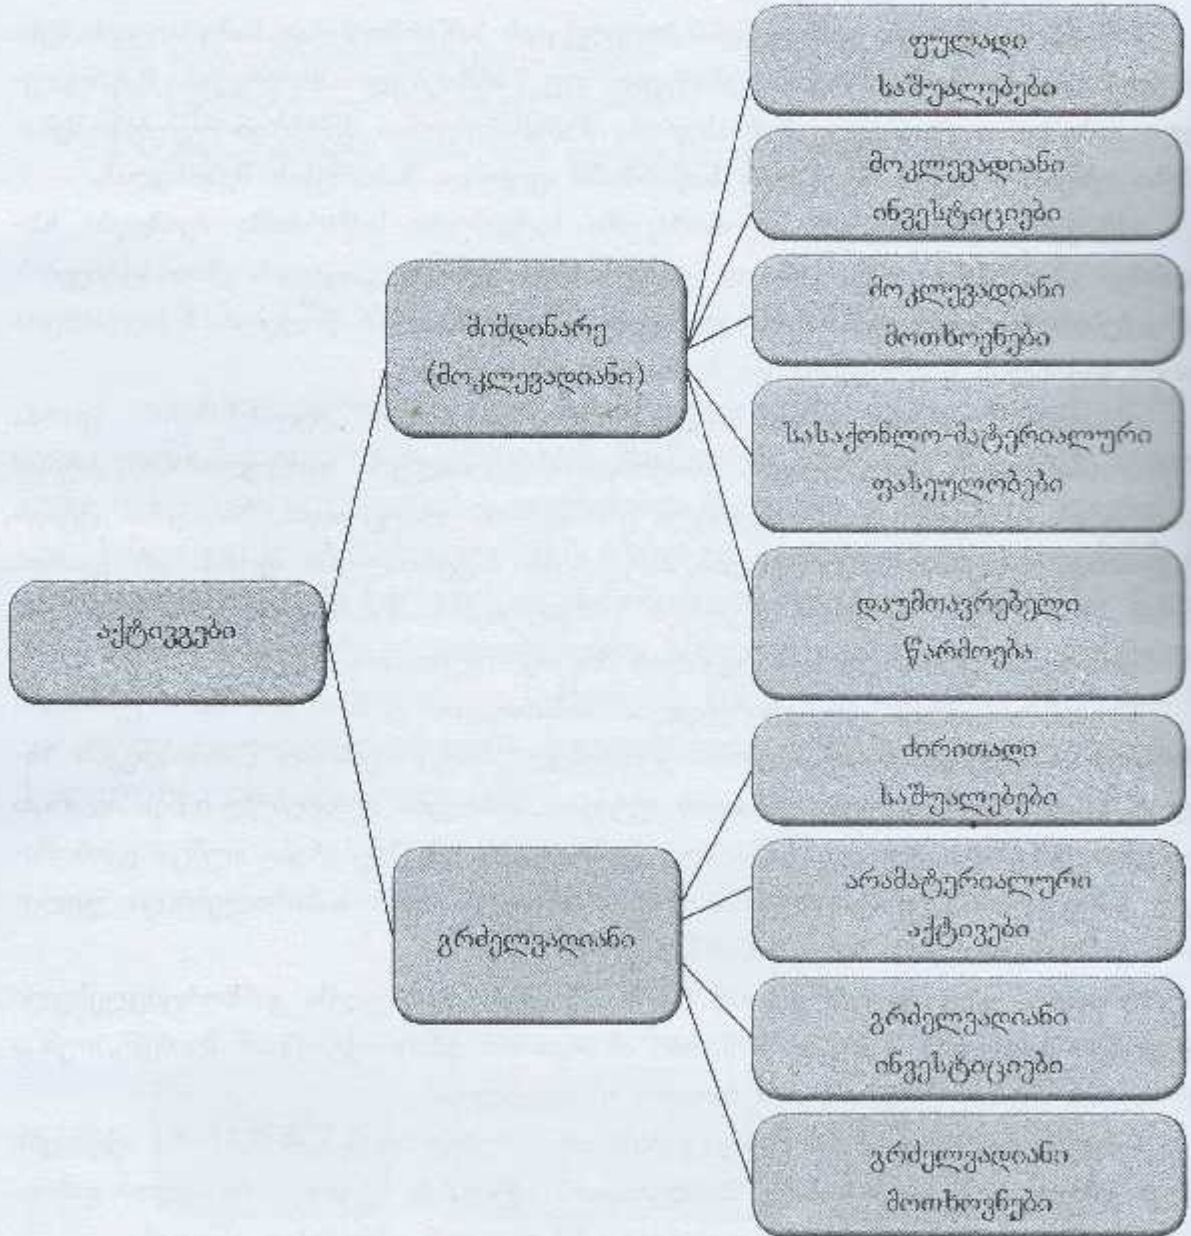 ფულადი
საშუალებები
მოკლევადიანი
ინვესტიციები
მოკლევადიანი
მოთხოვნები
მიმდინარე
(მოკლევადიანი)
სასაქონლო-მატერიალური
ფასეულობები
დაუმთავრებელი
წარმოება
აქტივები
ძირითადი
საშუალებები
არამატერიალური
აქტივები
გრძელვადიანი
გრძელვადიანი
ინვესტიციები
გრძელვადიანი
მოთხოვნები